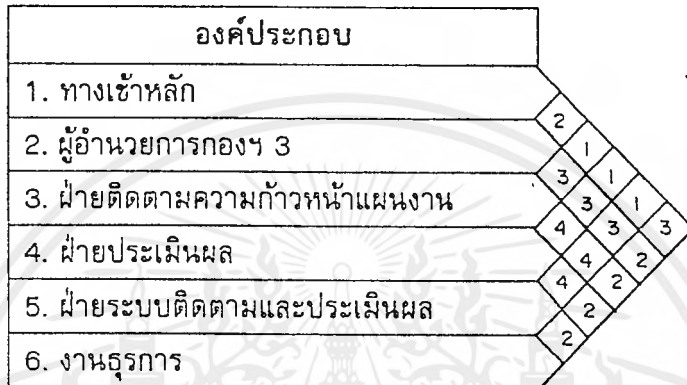 องค์ประกอบ
1. ทางเข้าหลัก
2. ผู้อำนวยการกองฯ 3
3. ฝ่ายติดตามความก้าวหน้าแผนงาน
4. ฝ่ายประเมินผล
5. ฝ่ายระบบติดตามและประเมินผล
6. งานธุรการ
2
1
3 1
3 1
4 3 3
4 2
4 2
2
2